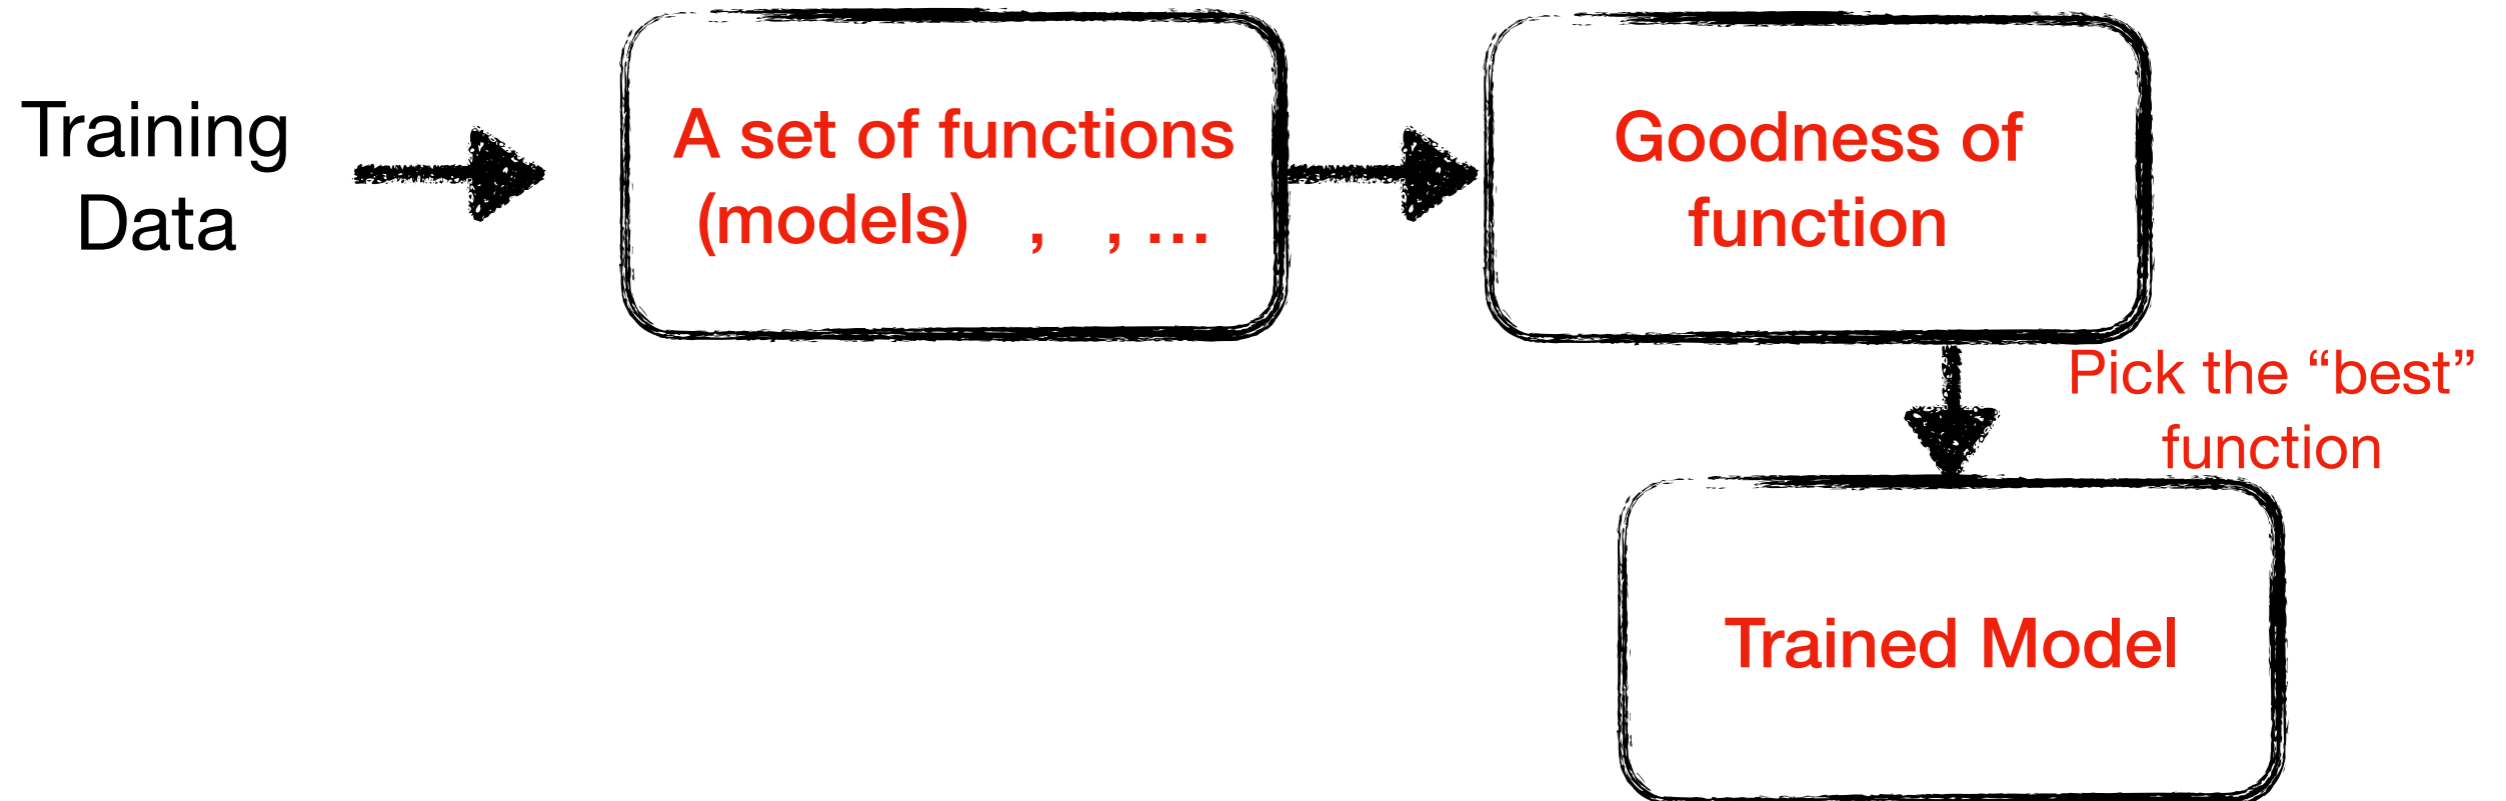 Training
Data
A set of functions
(models) , , ...
Goodness of
function
Pick the “best”
function
Trained Model